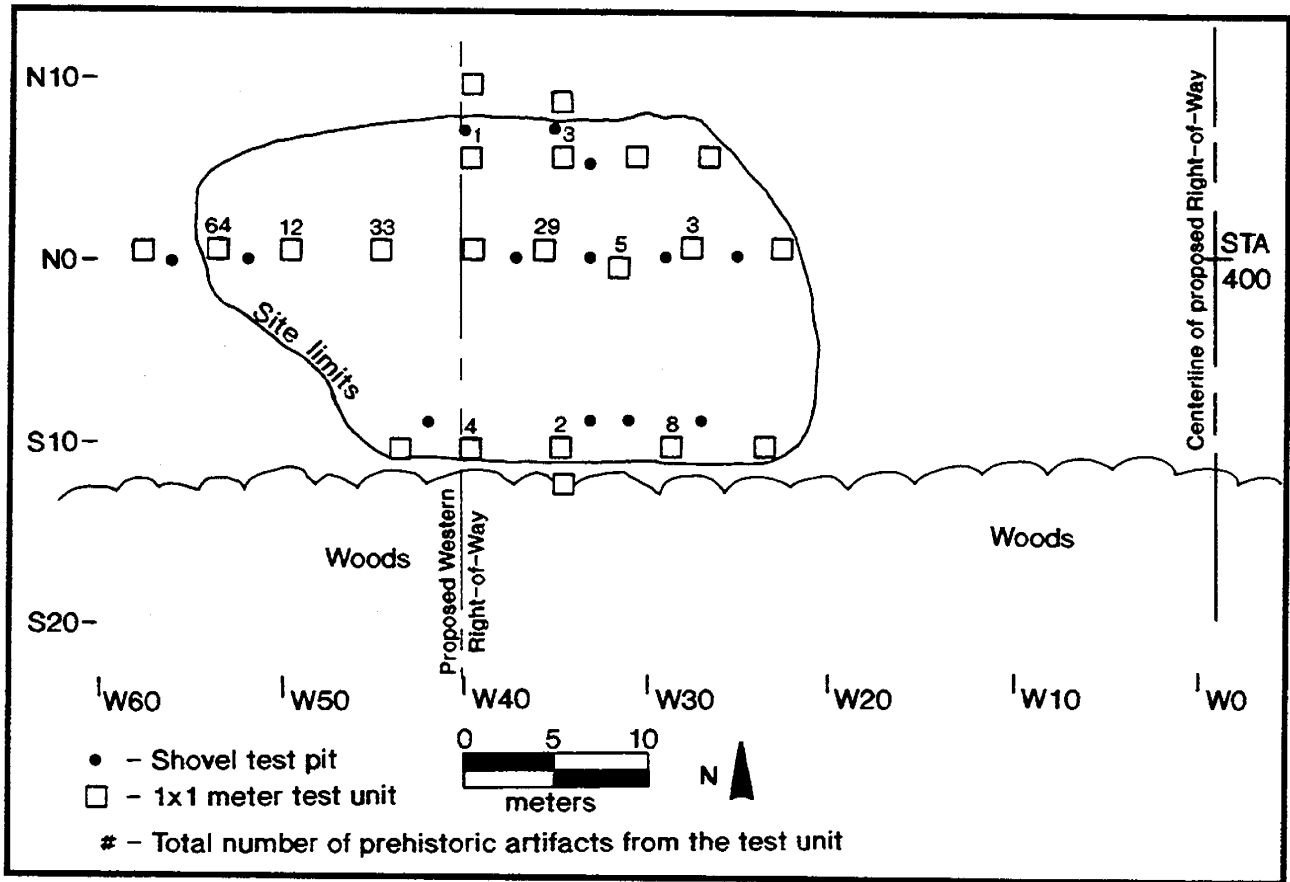 N10-
1
3
64
12
33
29
5
3
N0-
STA
400
Centerline of proposed Right-of-Way
Site limits
S10-
4
2
8
Woods
Woods
Proposed Western
Right-of-Way
S20-
W60
W50
W40
W30
W20
W10
W0
0 5 10
meters
N
● - Shovel test pit
□ - 1x1 meter test unit
# - Total number of prehistoric artifacts from the test unit